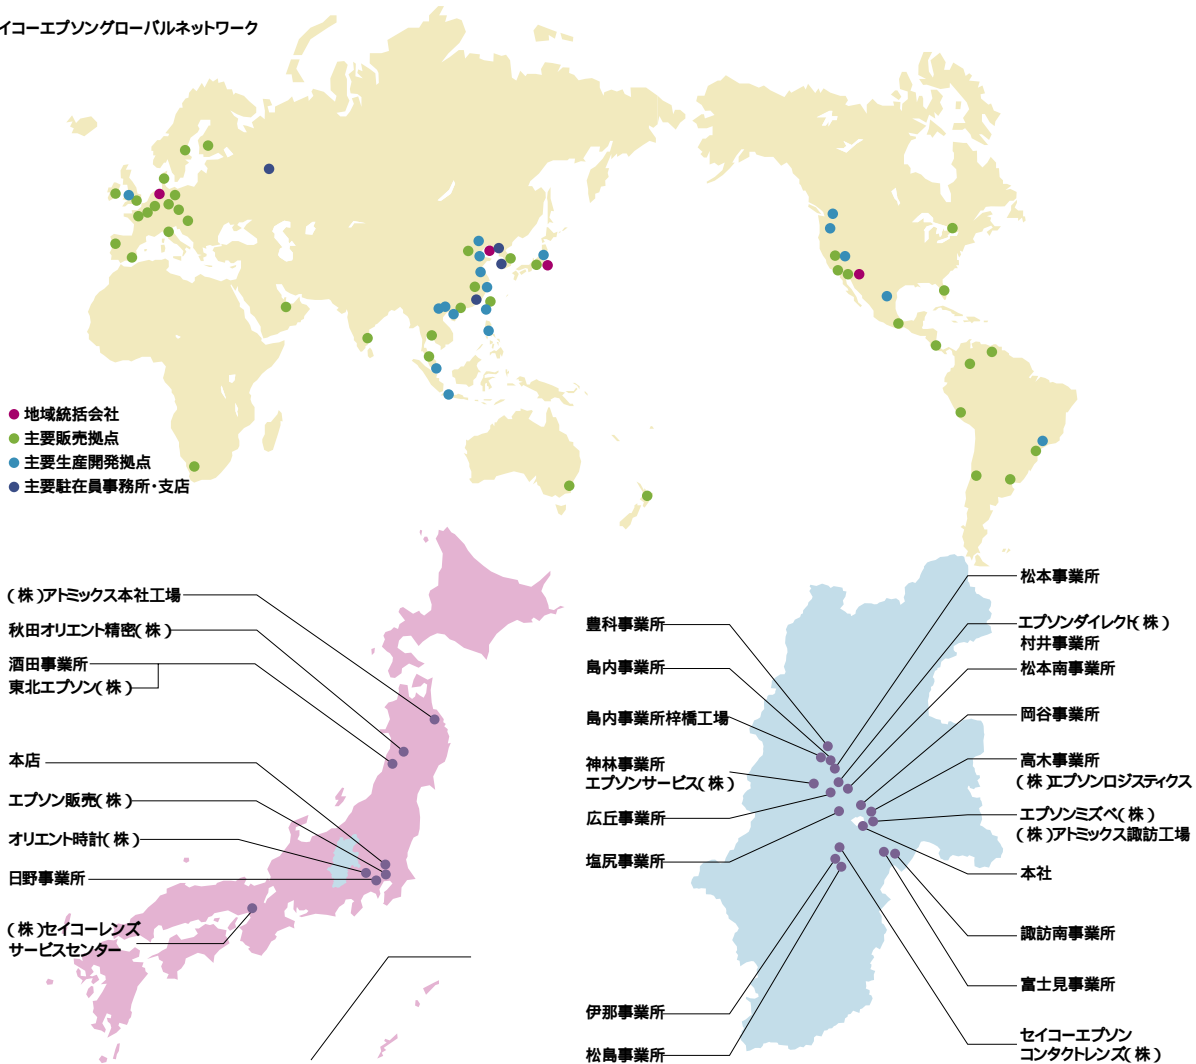 イコーエプソングローバルネットワーク
地域統括会社
主要販売拠点
主要生産開発拠点
主要駐在員事務所・支店
(株)アトミックス本社工場
秋田オリエント精密(株)
酒田事業所
東北エプソン(株)
本店
エプソン販売(株)
オリエント時計(株)
日野事業所
(株)セイコーレンズ
サービスセンター
豊科事業所
島内事業所
島内事業所梓橋工場
神林事業所
エプソンサービス(株)
広丘事業所
塩尻事業所
伊那事業所
松島事業所
松本事業所
エプソンダイレクト(株)
村井事業所
松本南事業所
岡谷事業所
高木事業所
(株)エプソンロジスティクス
エプソンミズベ(株)
(株)アトミックス諏訪工場
本社
諏訪南事業所
富士見事業所
セイコーエプソン
コンタクトレンズ(株)